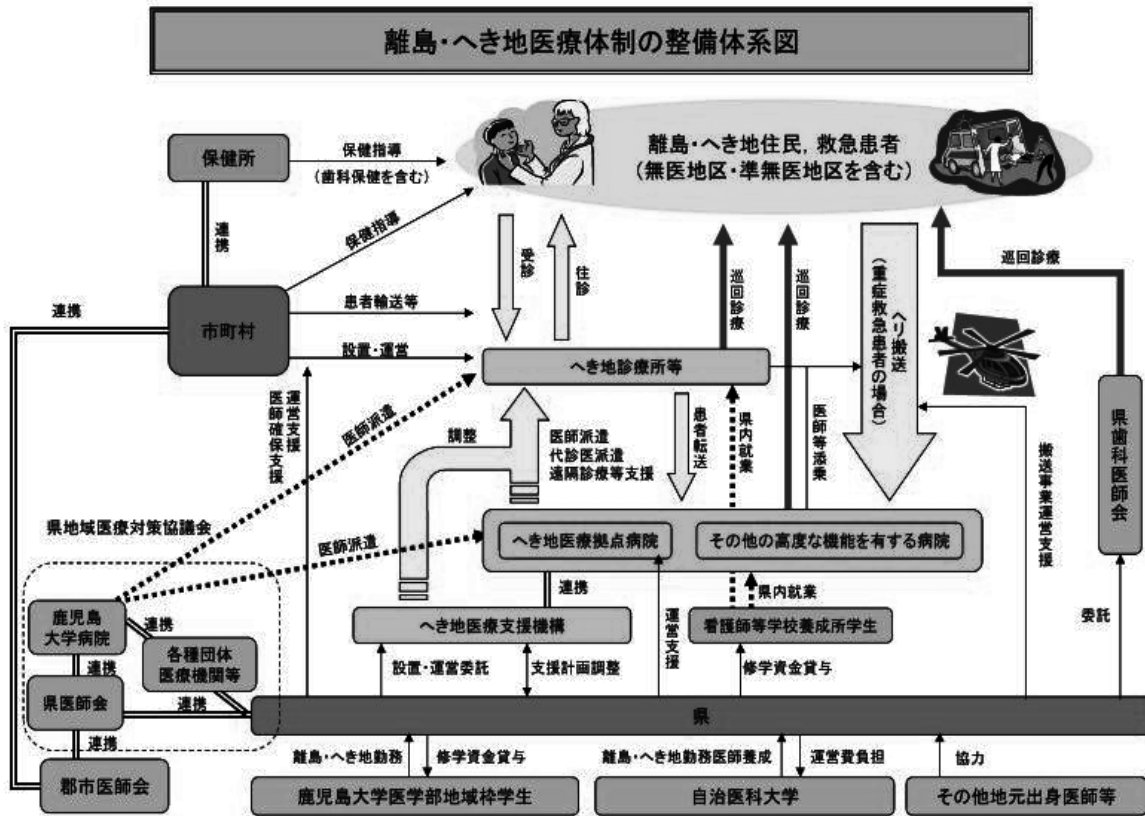 離島・へき地医療体制の整備体系図
保健所
保健指導
(歯科保健を含む)
離島・へき地住民,救急患者
(無医地区・準無医地区を含む)
連携
保健指導
受診
往診
巡回診療
巡回診療
ヘリ搬送
(重症救急患者の場合)
巡回診療
連携
市町村
患者輸送等
設置・運営
へき地診療所等
運営支援
医師確保支援
医師派遣
調整
医師派遣
代診医派遣
遠隔診療等支援
患者転送
県内就業
医師等添乗
搬送事業運営支援
県歯科医師会
県地域医療対策協議会
医師派遣
へき地医療拠点病院
その他の高度な機能を有する病院
連携
県内就業
鹿児島
大学病院
連携
各種団体
医療機関等
へき地医療支援機構
運営支援
看護師等学校養成所学生
委託
連携
設置・運営委託
支援計画調整
修学資金貸与
県医師会
連携
県
連携
離島・へき地勤務
修学資金貸与
離島・へき地勤務医師養成
運営費負担
協力
郡市医師会
鹿児島大学医学部地域枠学生
自治医科大学
その他地元出身医師等